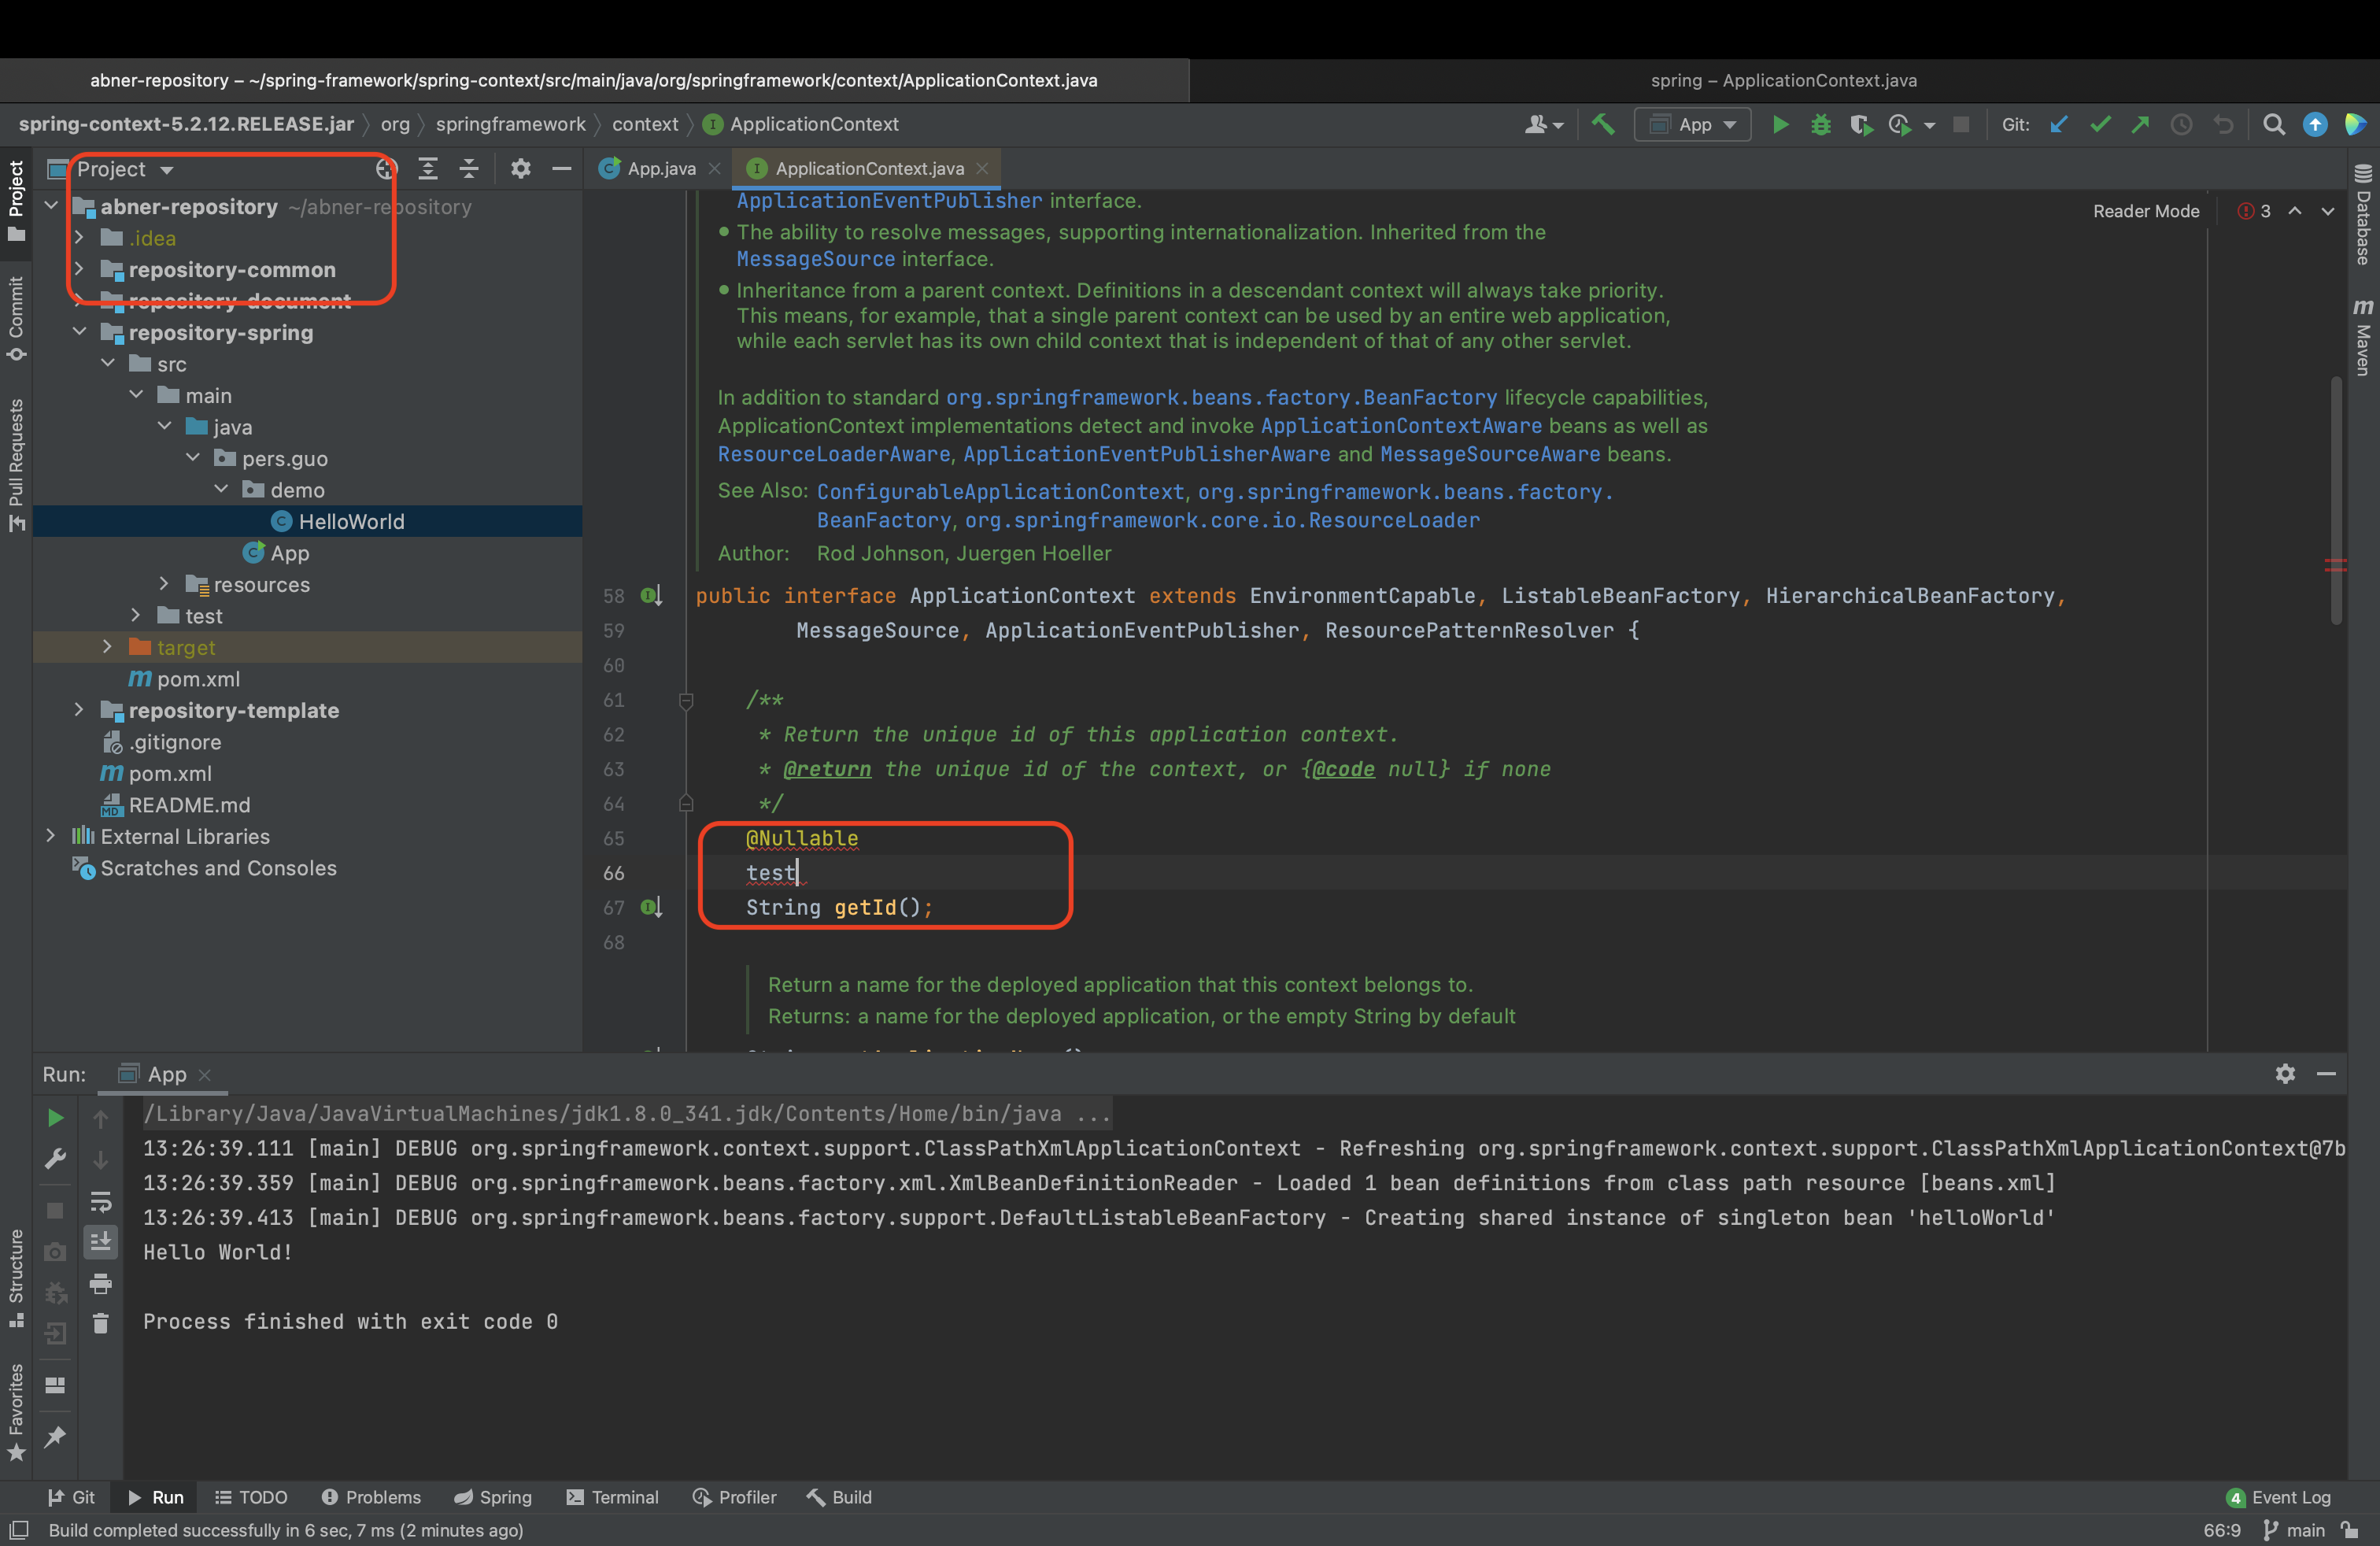 abner-repository – ~/spring-framework/spring-context/src/main/java/org/springframework/context/ApplicationContext.java
spring – ApplicationContext.java
spring-context-5.2.12.RELEASE.jar org springframework context ApplicationContext
App
Git:
Project
App.java
ApplicationContext.java
Project
Commit
Pull Requests
Structure
Favorites
abner-repository ~/abner-repository
.idea
repository-common
repository-document
repository-spring
src
main
java
pers.guo
demo
HelloWorld
App
resources
test
target
pom.xml
repository-template
.gitignore
pom.xml
README.md
External Libraries
Scratches and Consoles
Reader Mode
3
Database
Maven
ApplicationEventPublisher interface.
The ability to resolve messages, supporting internationalization. Inherited from the
MessageSource interface.
Inheritance from a parent context. Definitions in a descendant context will always take priority.
This means, for example, that a single parent context can be used by an entire web application,
while each servlet has its own child context that is independent of that of any other servlet.
In addition to standard org.springframework.beans.factory.BeanFactory lifecycle capabilities,
ApplicationContext implementations detect and invoke ApplicationContextAware beans as well as
ResourceLoaderAware, ApplicationEventPublisherAware and MessageSourceAware beans.
See Also: ConfigurableApplicationContext, org.springframework.beans.factory.
BeanFactory, org.springframework.core.io.ResourceLoader
Author: Rod Johnson, Juergen Hoeller
58 public interface ApplicationContext extends EnvironmentCapable, ListableBeanFactory, HierarchicalBeanFactory,
59 MessageSource, ApplicationEventPublisher, ResourcePatternResolver {
60
61 /**
62 * Return the unique id of this application context.
63 * @return the unique id of the context, or {@code null} if none
64 */
65 @Nullable
66 test
67 String getId();
68
Return a name for the deployed application that this context belongs to.
Returns: a name for the deployed application, or the empty String by default
Run: App
/Library/Java/JavaVirtualMachines/jdk1.8.0_341.jdk/Contents/Home/bin/java ...
13:26:39.111 [main] DEBUG org.springframework.context.support.ClassPathXmlApplicationContext - Refreshing org.springframework.context.support.ClassPathXmlApplicationContext@7b
13:26:39.359 [main] DEBUG org.springframework.beans.factory.xml.XmlBeanDefinitionReader - Loaded 1 bean definitions from class path resource [beans.xml]
13:26:39.413 [main] DEBUG org.springframework.beans.factory.support.DefaultListableBeanFactory - Creating shared instance of singleton bean 'helloWorld'
Hello World!
Process finished with exit code 0
Git Run TODO Problems Spring Terminal Profiler Build
4 Event Log
Build completed successfully in 6 sec, 7 ms (2 minutes ago)
66:9 main